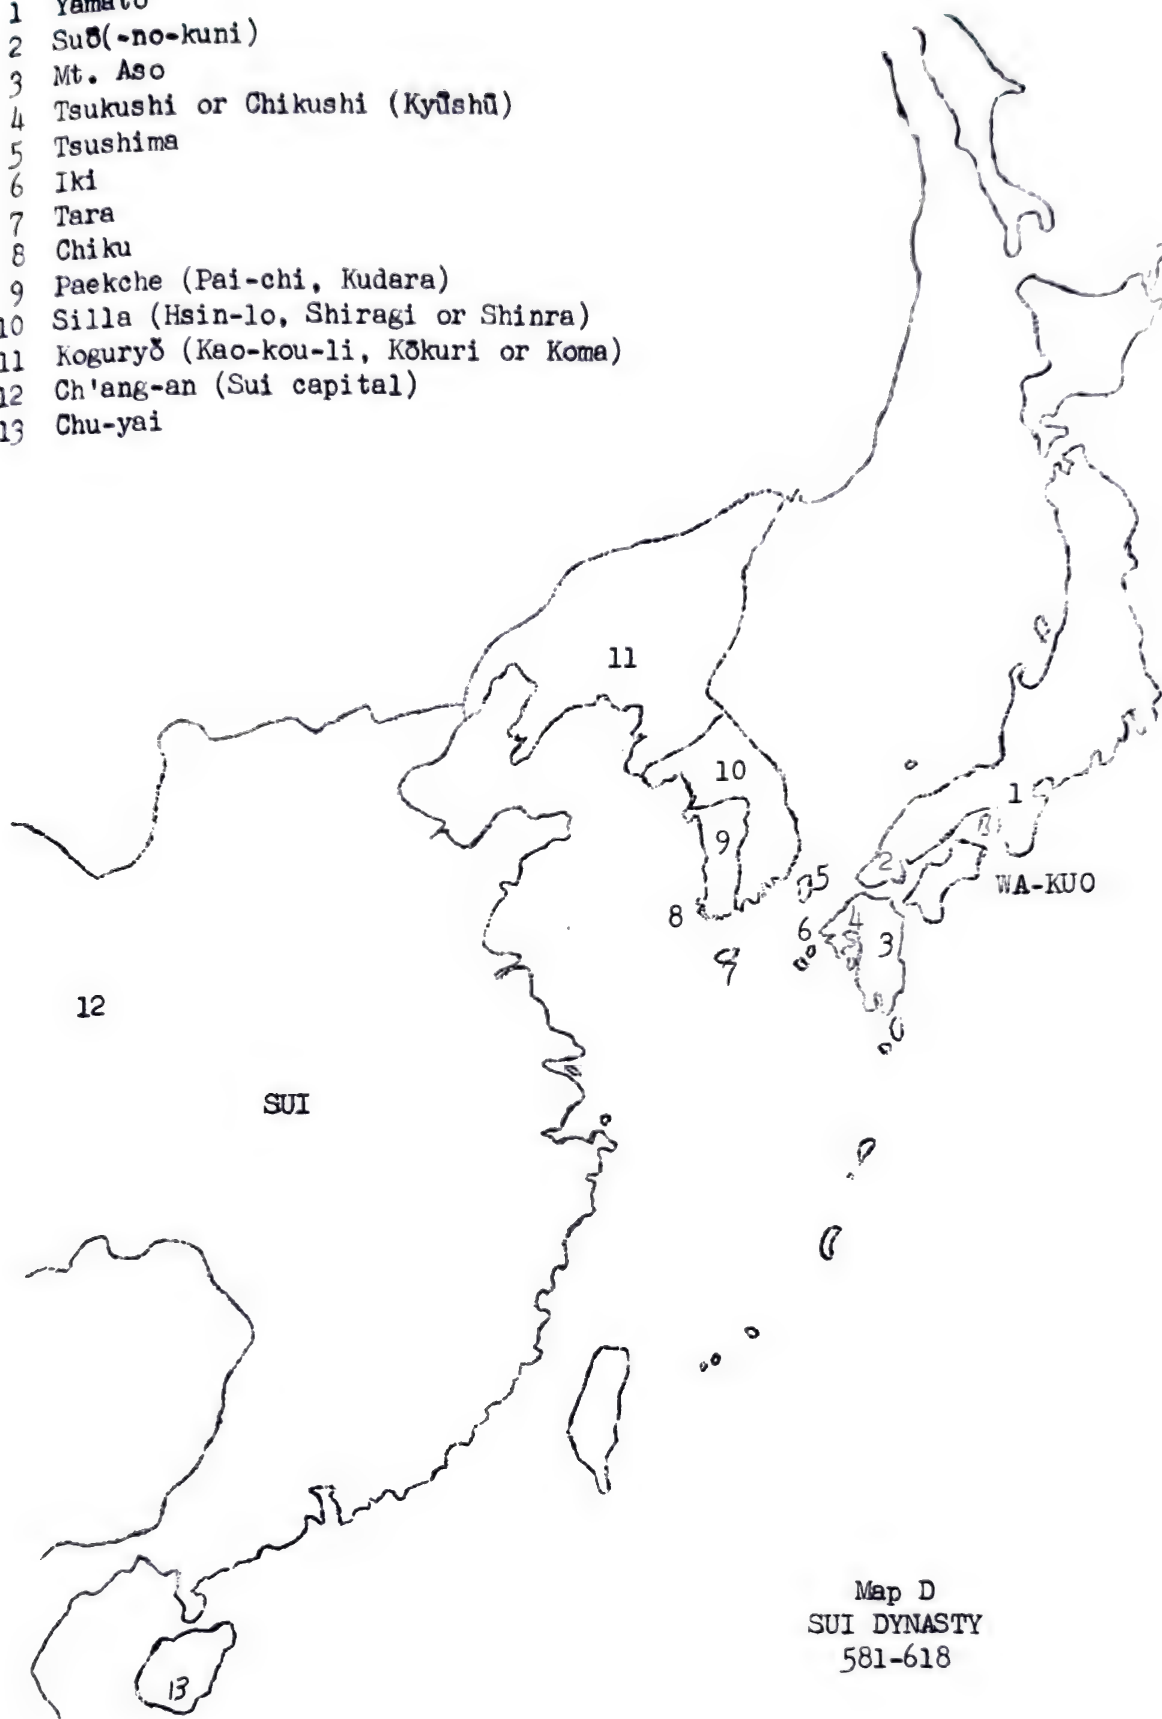 1 Yamato
2 Suō(-no-kuni)
3 Mt. Aso
4 Tsukushi or Chikushi (Kyūshū)
5 Tsushima
6 Iki
7 Tara
8 Chiku
9 Paekche (Pai-chi, Kudara)
10 Silla (Hsin-lo, Shiragi or Shinra)
11 Koguryŏ (Kao-kou-li, Kōkuri or Koma)
12 Ch'ang-an (Sui capital)
13 Chu-yai
11
10
1
9
2
5
WA-KUO
8
6
4
3
12
SUI
13
Map D
SUI DYNASTY
581-618